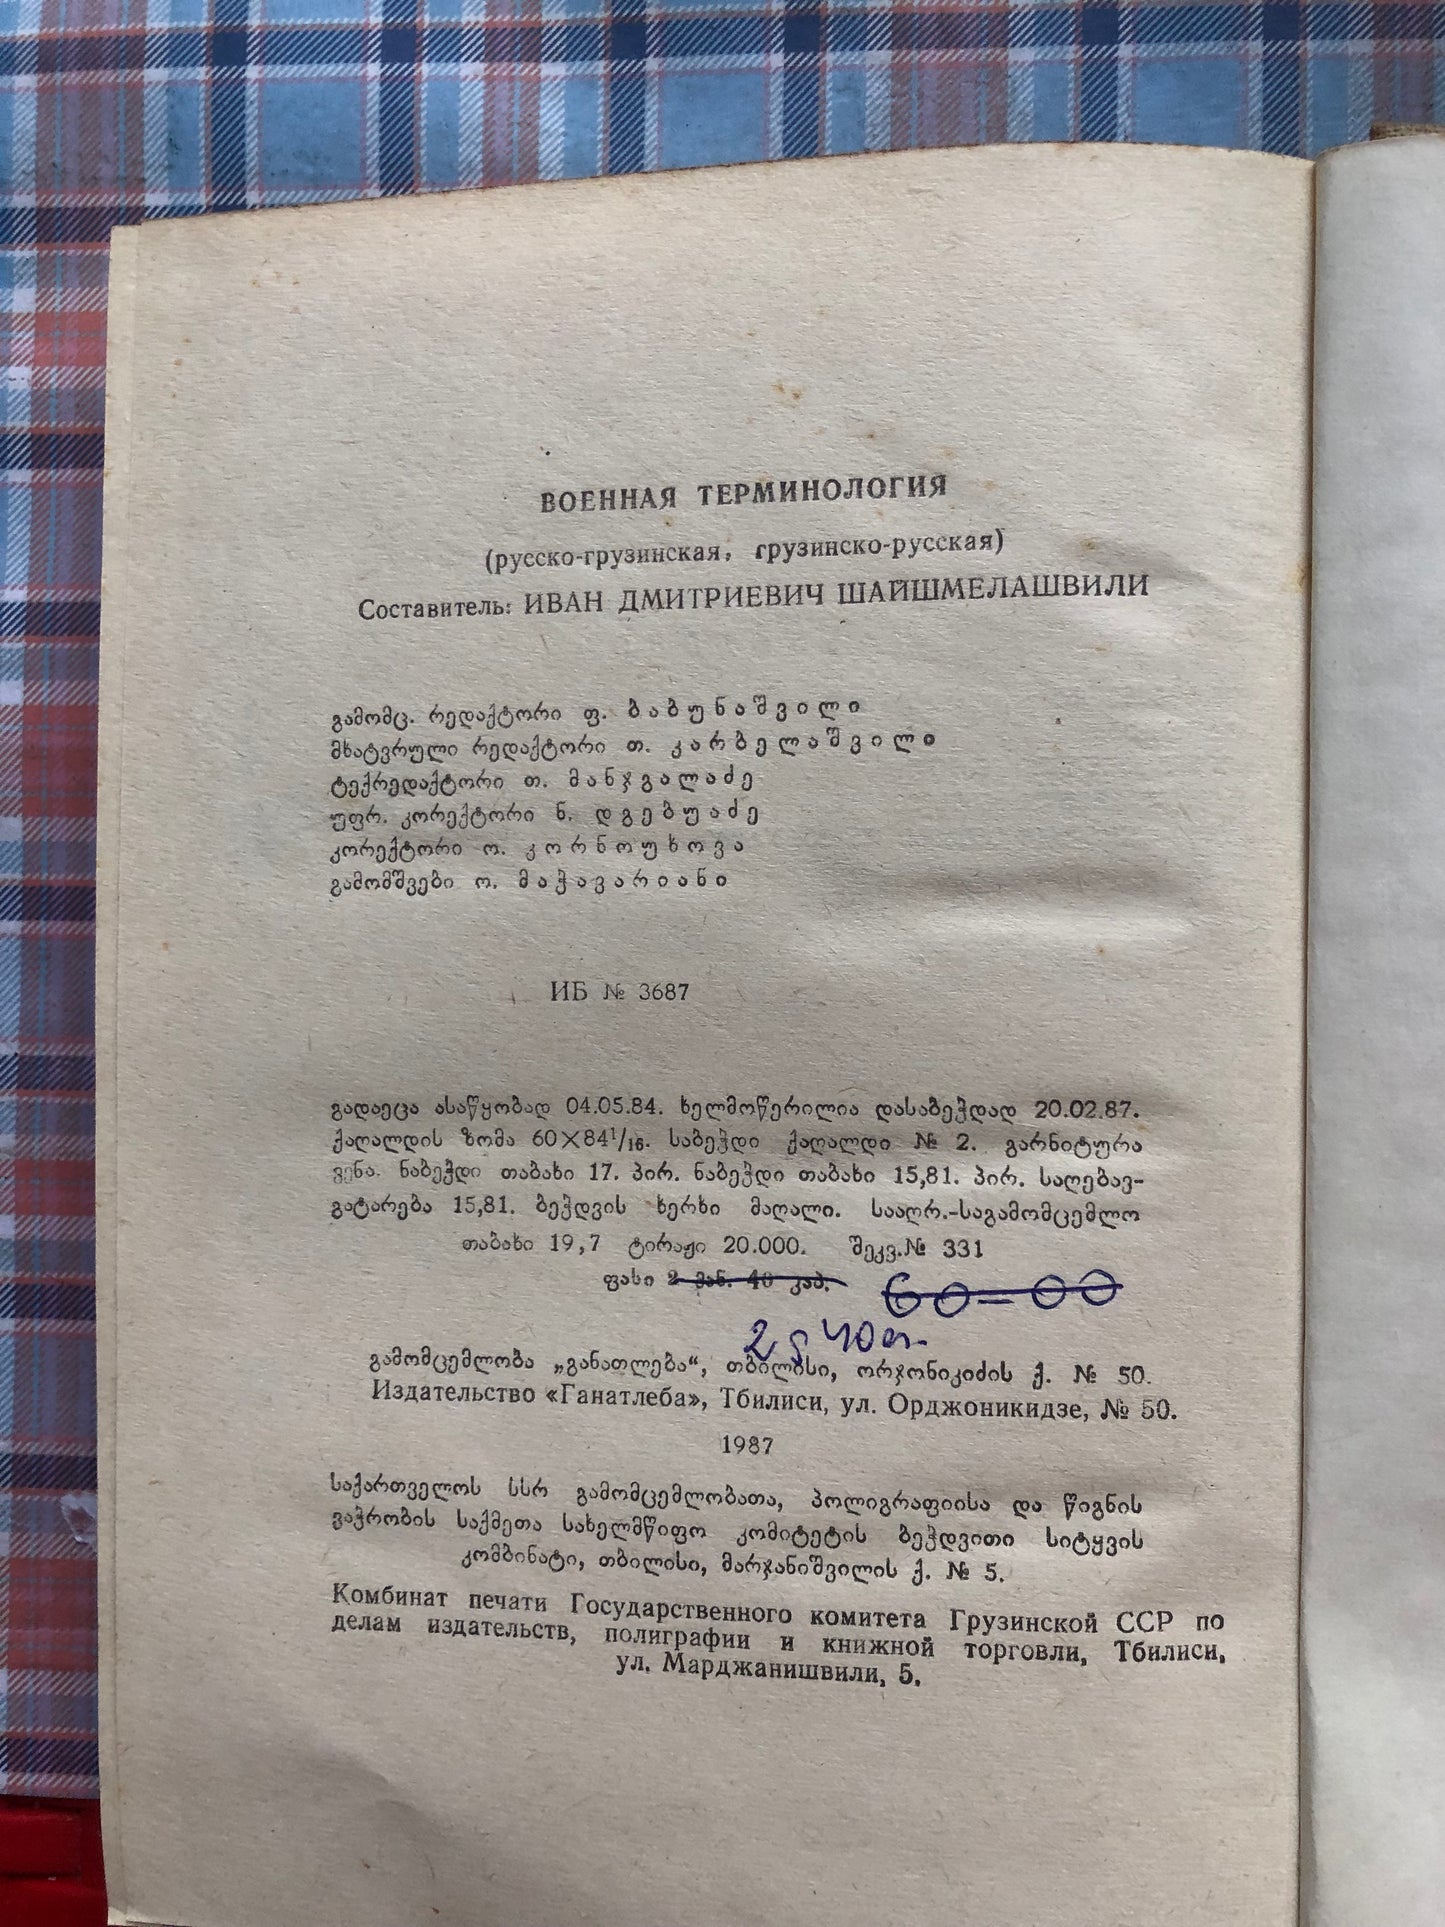 ВОЕННАЯ ТЕРМИНОЛОГИЯ
(русско-грузинская, грузинско-русская)
Составитель: ИВАН ДМИТРИЕВИЧ ШАЙШМЕЛАШВИЛИ
გამომც. რედაქტორი ფ. ბაბუნაშვილი
მხატვრული რედაქტორი თ. კარბელაშვილი
ტექრედაქტორი თ. მანჯგალაძე
უფრ. კორექტორი ნ. დგებუაძე
კორექტორი ო. კორნოუხოვა
გამომშვები ო. მაჭავარიანი
ИБ № 3687
გადაეცა ასაწყობად 04.05.84. ხელმოწერილია დასაბეჭდად 20.02.87.
ქაღალდის ზომა 60×84¹/₁₆. საბეჭდი ქაღალდი № 2. გარნიტურა
ვენა. ნაბეჭდი თაბახი 17. პირ. ნაბეჭდი თაბახი 15,81. პირ. საღებავ-
გატარება 15,81. ბეჭდვის ხერხი მაღალი. სააღრ.-საგამომცემლო
თაბახი 19,7 ტირაჟი 20.000. შეკვ.№ 331
ფასი 2 მან. 40 კაპ. 60=00
2 40
გამომცემლობა „განათლება“, თბილისი, ორჯონიკიძის ქ. № 50.
Издательство «Ганатлеба», Тбилиси, ул. Орджоникидзе, № 50.
1987
საქართველოს სსრ გამომცემლობათა, პოლიგრაფიისა და წიგნის
ვაჭრობის საქმეთა სახელმწიფო კომიტეტის ბეჭდვითი სიტყვის
კომბინატი, თბილისი, მარჯანიშვილის ქ. № 5.
Комбинат печати Государственного комитета Грузинской ССР по
делам издательств, полиграфии и книжной торговли, Тбилиси,
ул. Марджанишвили, 5.